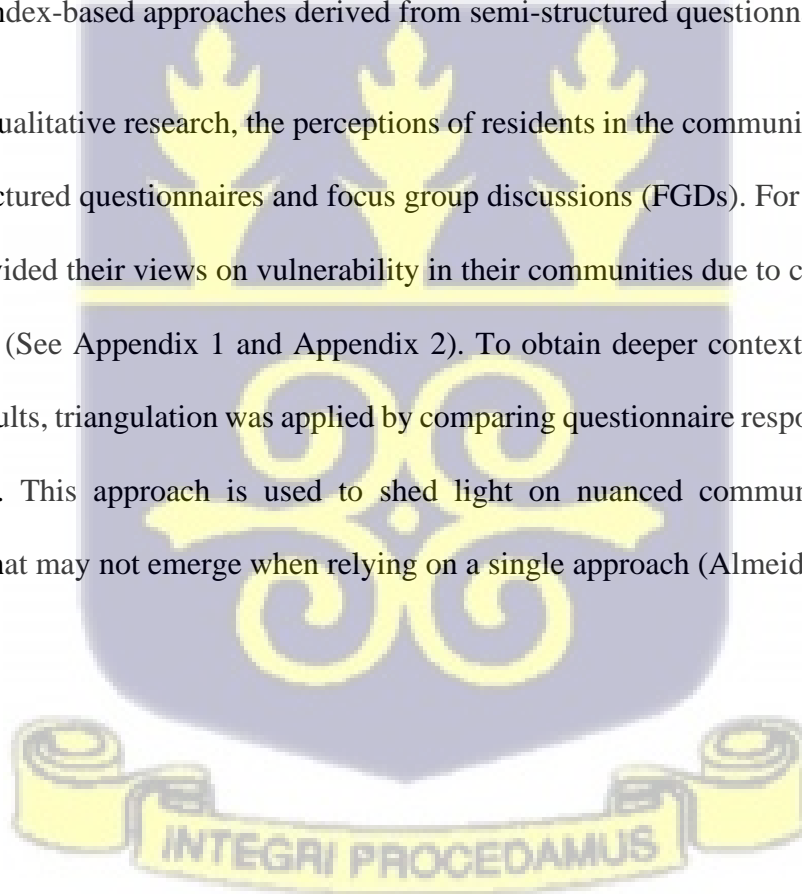 ndex-based approaches derived from semi-structured questionn
ualitative research, the perceptions of residents in the communi
ctured questionnaires and focus group discussions (FGDs). For
vided their views on vulnerability in their communities due to c
(See Appendix 1 and Appendix 2). To obtain deeper context
ults, triangulation was applied by comparing questionnaire respo
. This approach is used to shed light on nuanced commun
hat may not emerge when relying on a single approach (Almeid
INTEGRI PROCEDAMUS